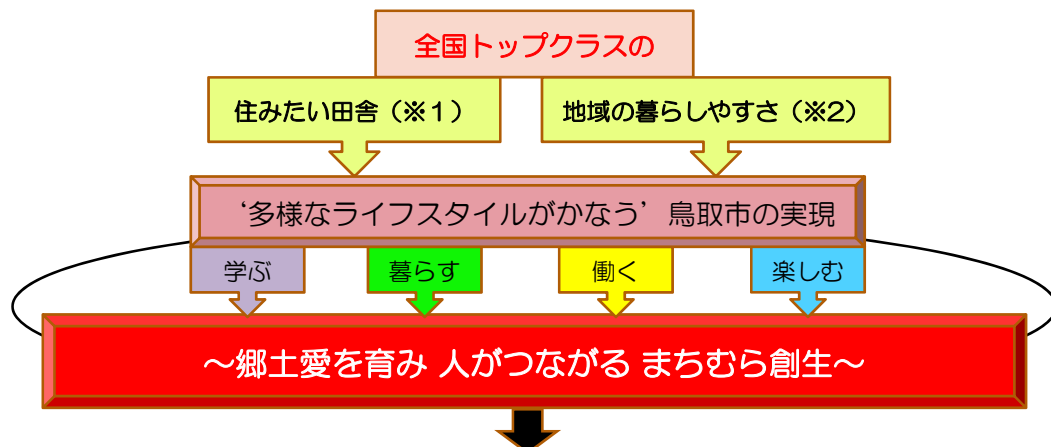 全国トップクラスの
住みたい田舎（※１）
地域の暮らしやすさ（※2）
‘多様なライフスタイルがかなう’鳥取市の実現
学ぶ
暮らす
働く
楽しむ
～郷土愛を育み 人がつながる まちむら創生～